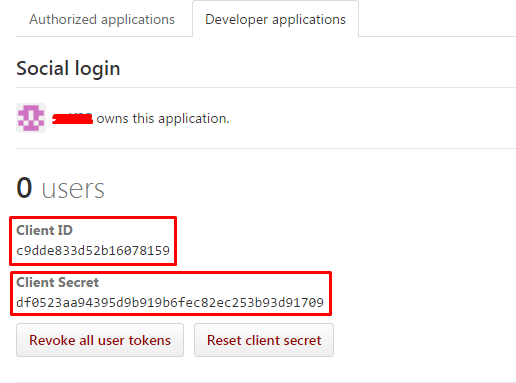 Authorized applications
Developer applications
Social login
owns this application.
0 users
Client ID
c9dde833d52b16078159
Client Secret
df0523aa94395d9b919b6fec82ec253b93d91709
Revoke all user tokens
Reset client secret